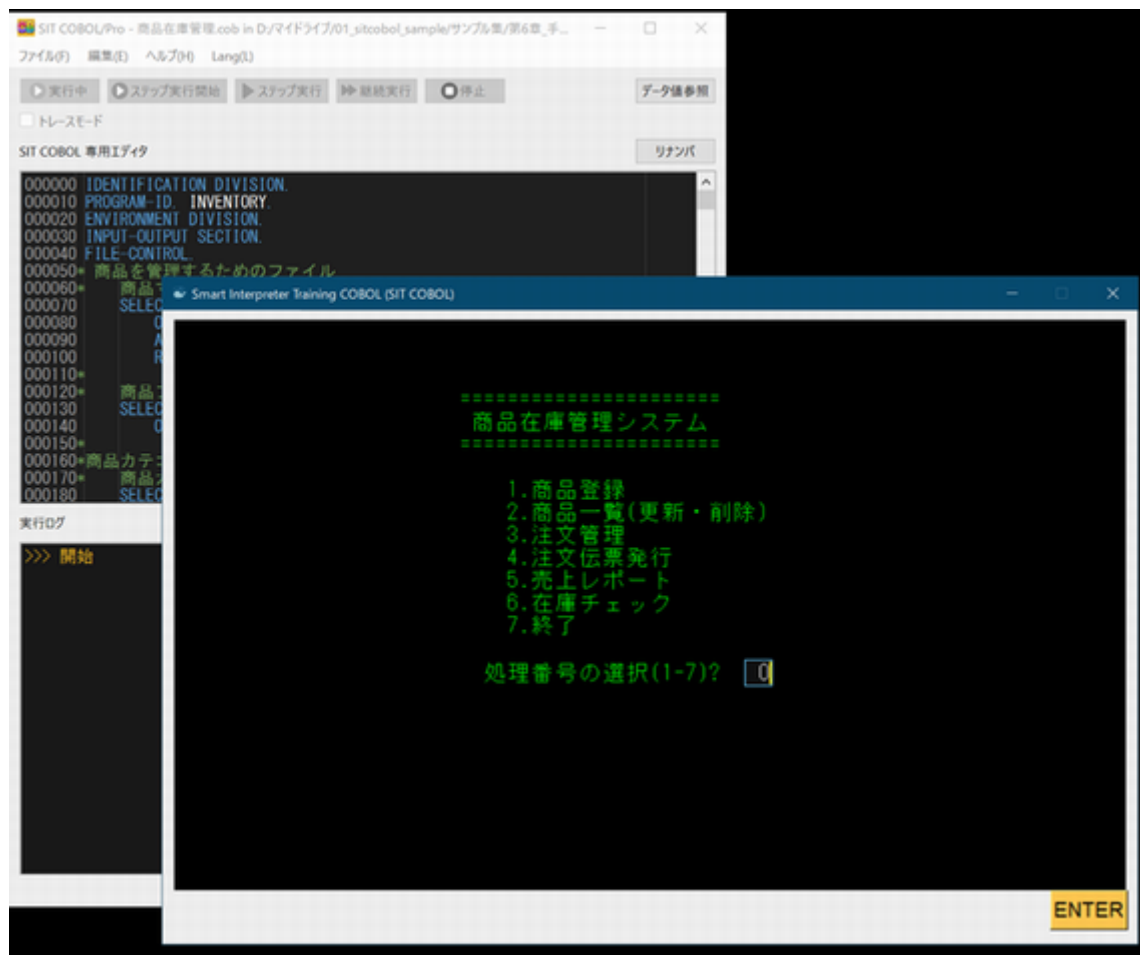 SIT COBOL/Pro - 商品在庫管理.cob in D:/マイドライブ/01_sitcobol_sample/サンプル集/第6章_手...
ファイル(F) 編集(E) ヘルプ(H) Lang(L)
実行中 ステップ実行開始 ステップ実行 継続実行 停止 データ値参照
トレースモード
SIT COBOL 専用エディタ リナンバ
000000 IDENTIFICATION DIVISION.
000010 PROGRAM-ID. INVENTORY.
000020 ENVIRONMENT DIVISION.
000030 INPUT-OUTPUT SECTION.
000040 FILE-CONTROL.
000050* 商品を管理するためのファイル
000060* 商品
000070 SELEC
000080 O
000090 A
000100 R
000110*
000120* 商品
000130 SELEC
000140 O
000150*
000160*商品カテ
000170* 商品
000180 SELEC
実行ログ
>>> 開始
Smart Interpreter Training COBOL (SIT COBOL)
======================
商品在庫管理システム
======================
1.商品登録
2.商品一覧(更新・削除)
3.注文管理
4.注文伝票発行
5.売上レポート
6.在庫チェック
7.終了
処理番号の選択(1-7)? 0
ENTER